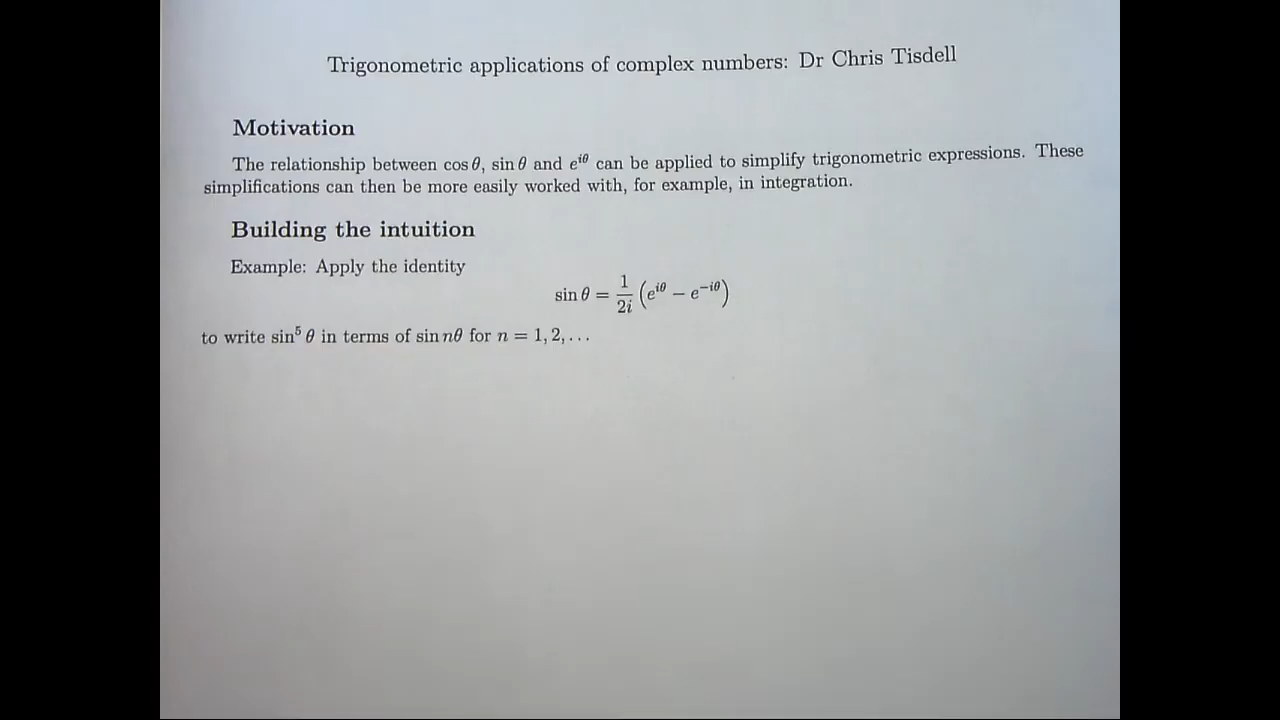 Trigonometric applications of complex numbers: Dr Chris Tisdell
Motivation
The relationship between cos θ, sin θ and e^{iθ} can be applied to simplify trigonometric expressions. These
simplifications can then be more easily worked with, for example, in integration.
Building the intuition
Example: Apply the identity
sin θ = \frac{1}{2i} (e^{iθ} − e^{−iθ})
to write sin^5 θ in terms of sin nθ for n = 1, 2, . . .